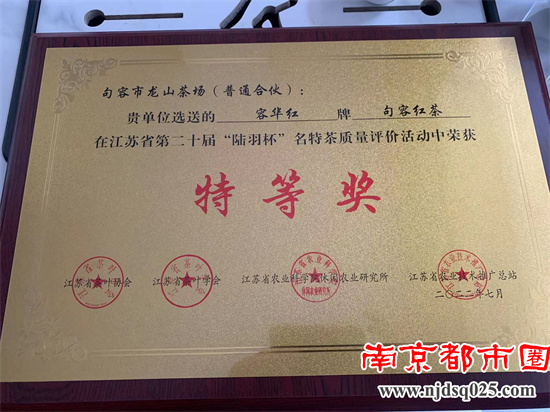 句容市龙山茶场（普通合伙）：
贵单位选送的 容华红 牌 句容红茶
在江苏省第二十届“陆羽杯”名特茶质量评价活动中荣获
特等奖
江苏省茶叶协会 江苏省茶叶学会 江苏省农业科学院休闲农业研究所 江苏省农业技术推广总站
二〇二二年七月
南京都市圈
www.njdsq025.com